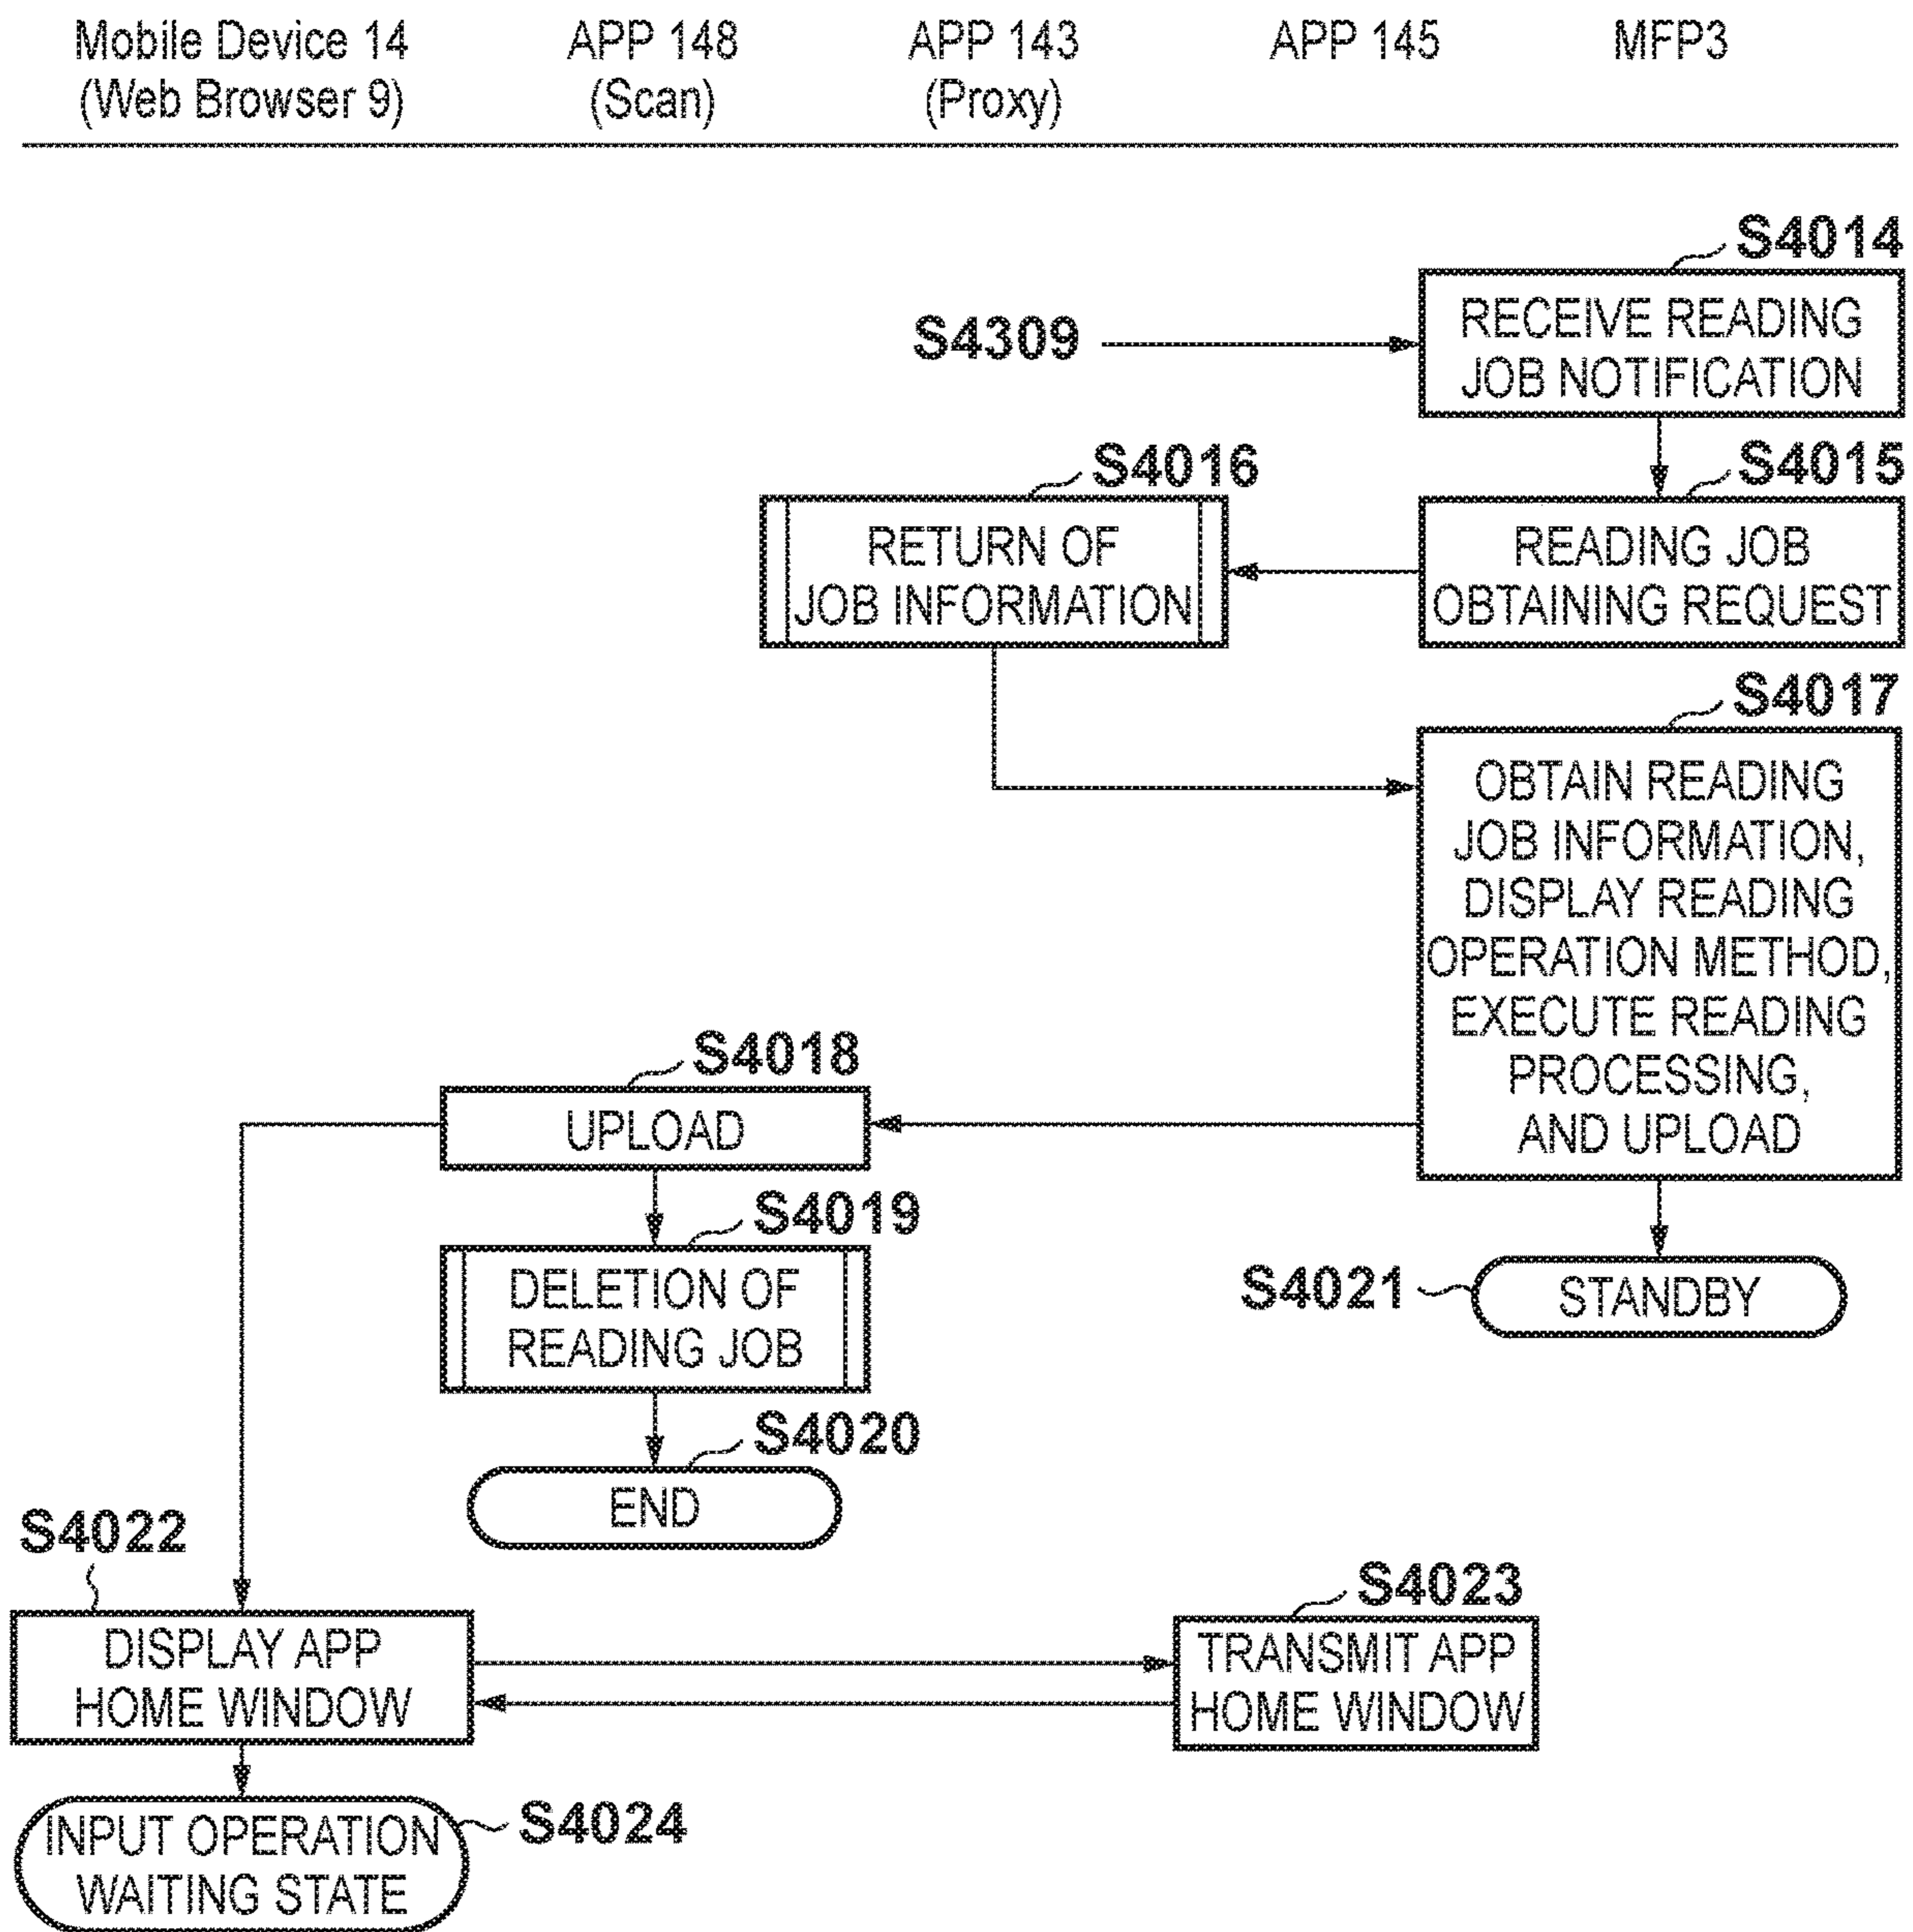 Mobile Device 14
(Web Browser 9)
APP 148
(Scan)
APP 143
(Proxy)
APP 145
MFP3
S4014
RECEIVE READING
JOB NOTIFICATION
S4309
S4015
READING JOB
OBTAINING REQUEST
S4016
RETURN OF
JOB INFORMATION
S4017
OBTAIN READING
JOB INFORMATION,
DISPLAY READING
OPERATION METHOD,
EXECUTE READING
PROCESSING,
AND UPLOAD
S4018
UPLOAD
S4019
DELETION OF
READING JOB
S4021
STANDBY
S4020
END
S4022
DISPLAY APP
HOME WINDOW
S4023
TRANSMIT APP
HOME WINDOW
S4024
INPUT OPERATION
WAITING STATE